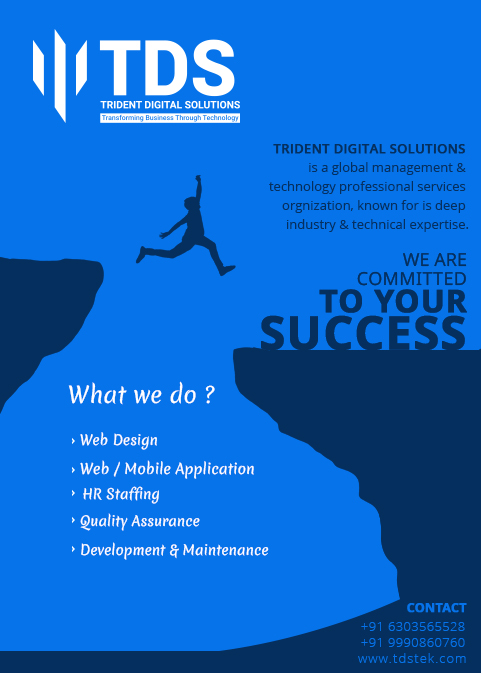 TDS
TRIDENT DIGITAL SOLUTIONS
Transforming Business Through Technology
TRIDENT DIGITAL SOLUTIONS
is a global management &
technology professional services
orgnization, known for is deep
industry & technical expertise.
WE ARE
COMMITTED
TO YOUR
SUCCESS
What we do ?
› Web Design
› Web / Mobile Application
› HR Staffing
› Quality Assurance
› Development & Maintenance
CONTACT
+91 6303565528
+91 9990860760
www.tdstek.com